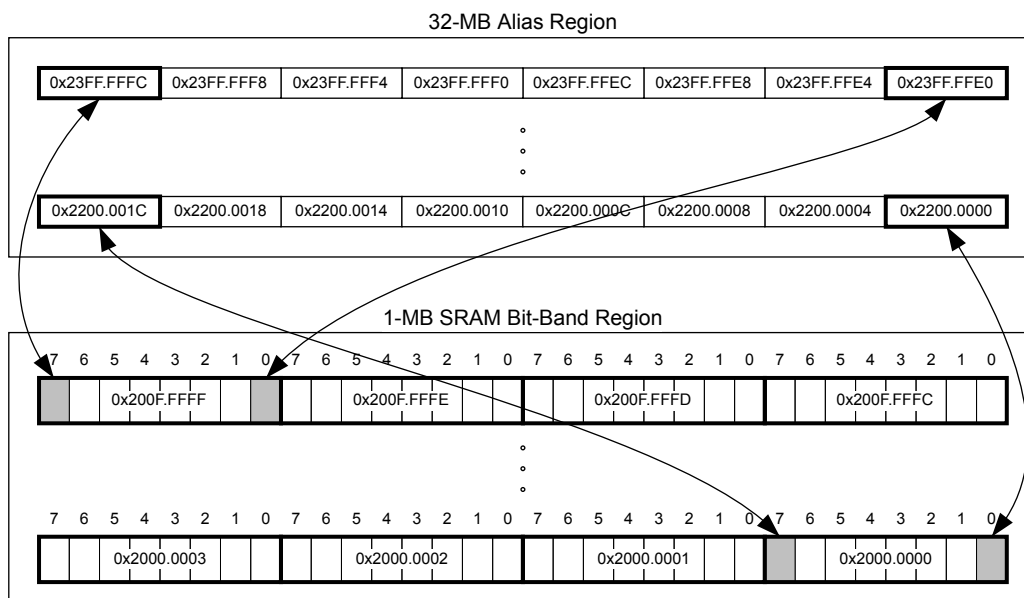 32-MB Alias Region
0x23FF.FFFC 0x23FF.FFF8 0x23FF.FFF4 0x23FF.FFF0 0x23FF.FFEC 0x23FF.FFE8 0x23FF.FFE4 0x23FF.FFE0
0x2200.001C 0x2200.0018 0x2200.0014 0x2200.0010 0x2200.000C 0x2200.0008 0x2200.0004 0x2200.0000
1-MB SRAM Bit-Band Region
7 6 5 4 3 2 1 0 7 6 5 4 3 2 1 0 7 6 5 4 3 2 1 0 7 6 5 4 3 2 1 0
0x200F.FFFF 0x200F.FFFE 0x200F.FFFD 0x200F.FFFC
7 6 5 4 3 2 1 0 7 6 5 4 3 2 1 0 7 6 5 4 3 2 1 0 7 6 5 4 3 2 1 0
0x2000.0003 0x2000.0002 0x2000.0001 0x2000.0000